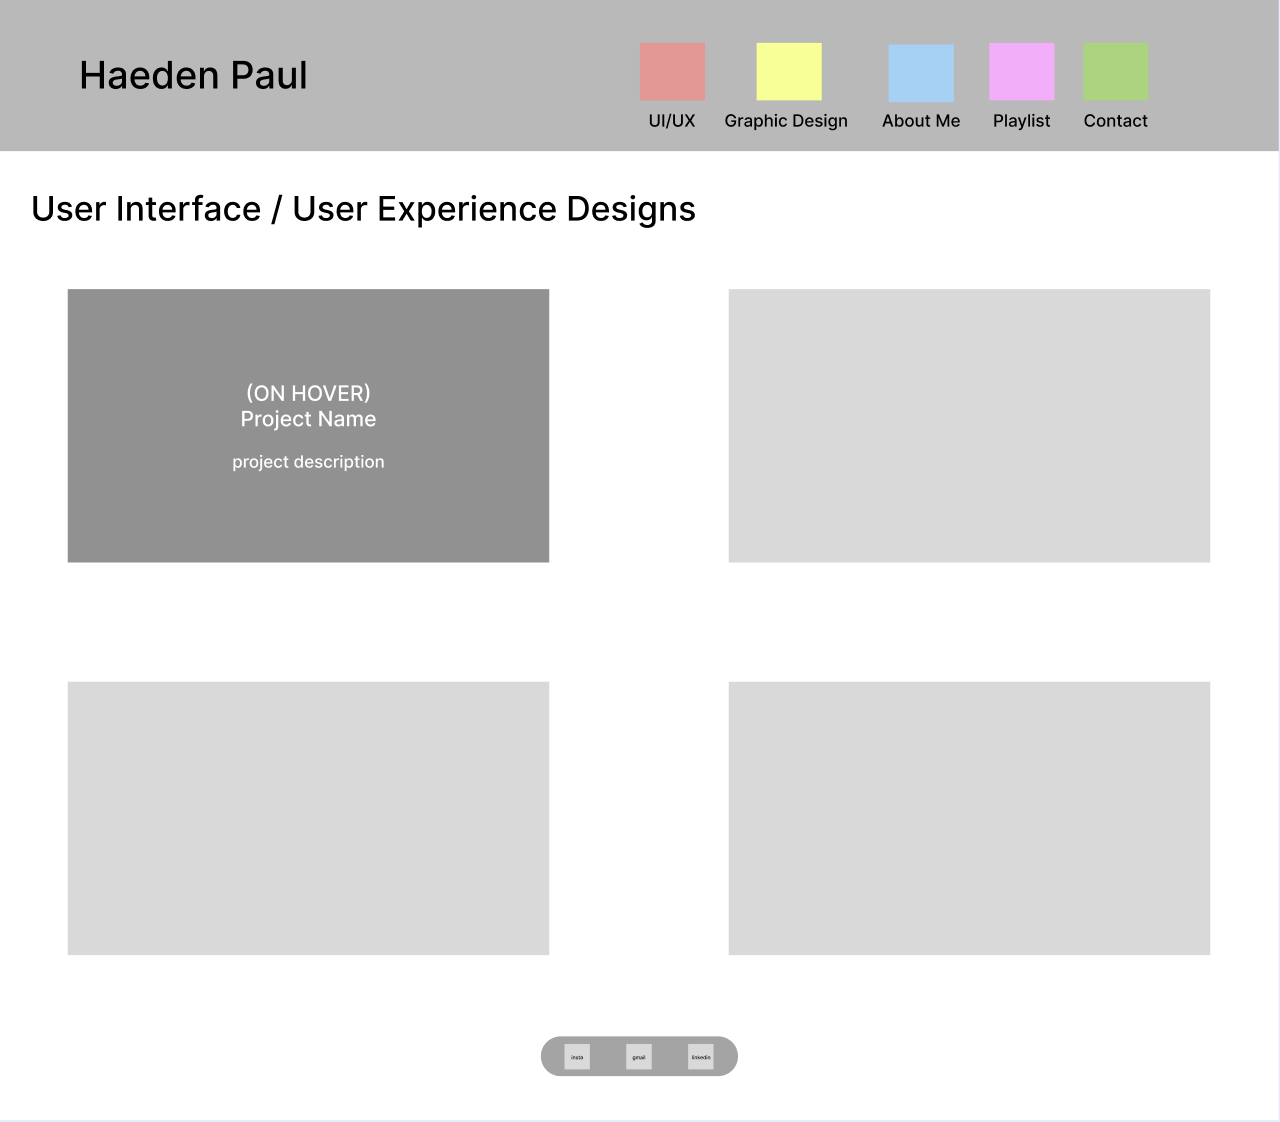 Haeden Paul
UI/UX
Graphic Design
About Me
Playlist
Contact
User Interface / User Experience Designs
(ON HOVER)
Project Name
project description
insta
gmail
linkedin